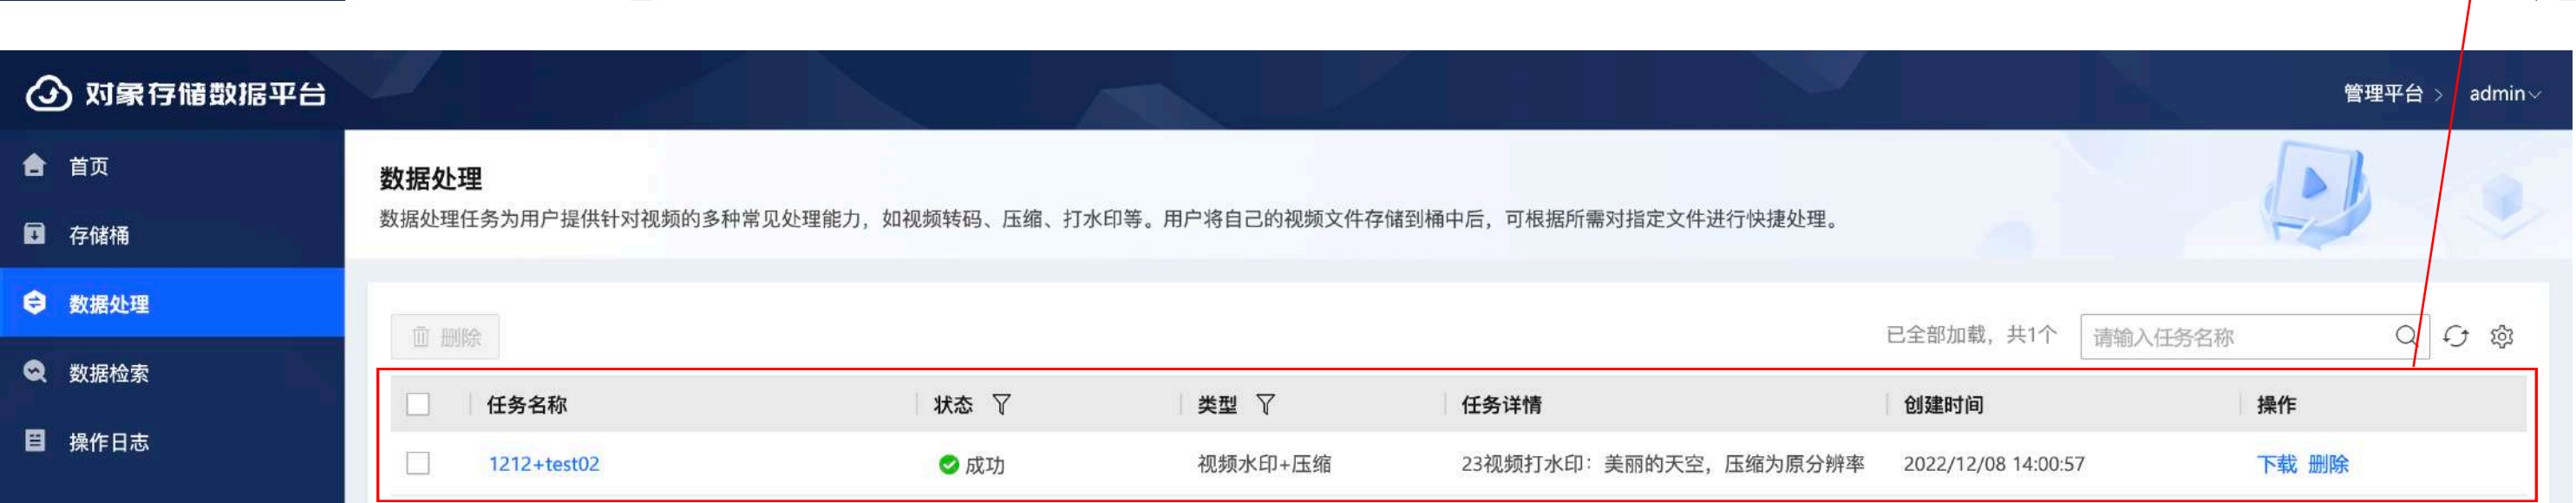 对象存储数据平台
管理平台 > admin
首页
存储桶
数据处理
数据检索
操作日志
数据处理
数据处理任务为用户提供针对视频的多种常见处理能力，如视频转码、压缩、打水印等。用户将自己的视频文件存储到桶中后，可根据所需对指定文件进行快捷处理。
删除 已全部加载，共1个 请输入任务名称
任务名称 状态 类型 任务详情 创建时间 操作
1212+test02 成功 视频水印+压缩 23视频打水印：美丽的天空，压缩为原分辨率 2022/12/08 14:00:57 下载 删除